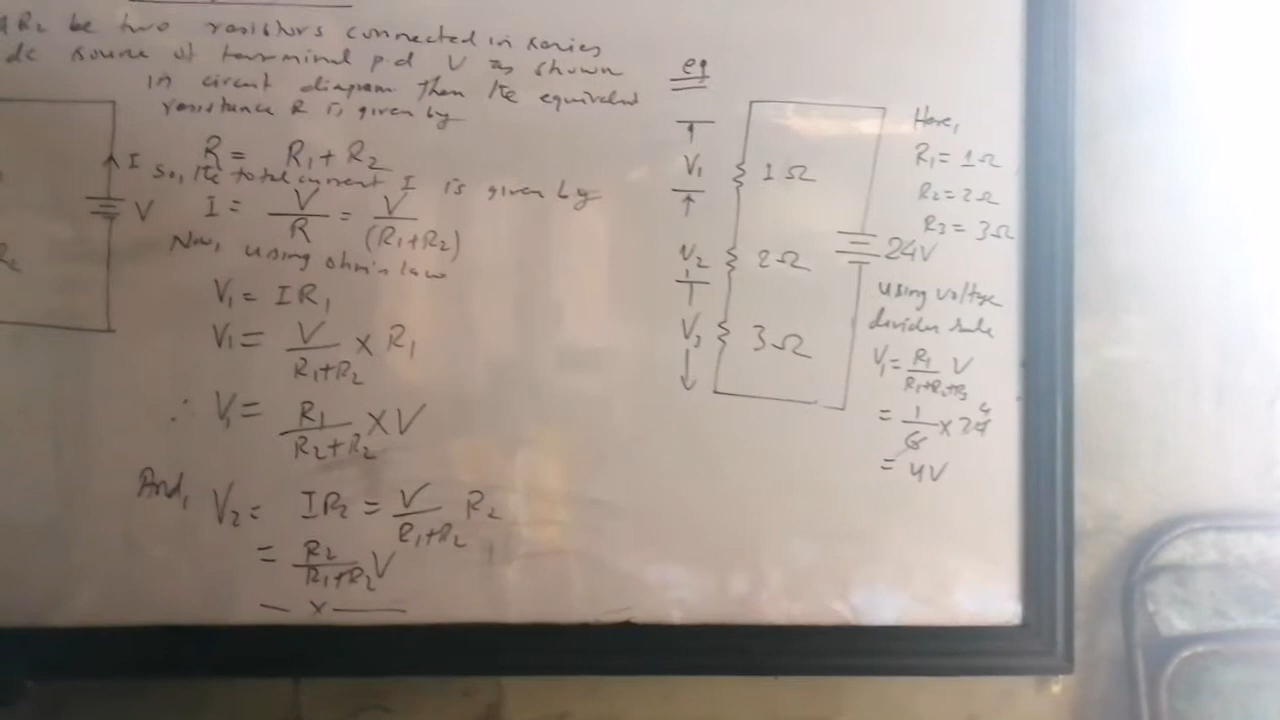 R2 be two resistors connected in series
dc source of terminal p.d V as shown
in circuit diagram then the equivalent
resistance R is given by
R = R1 + R2
I
so, the total current I is given by
V
I = V/R = V/(R1+R2)
Now, using ohm's law
V1 = IR1
V1 = V/R1+R2 × R1
∴ V1 = R1/R2+R2 × V
And, V2 = IR2 = V/R1+R2 R2
= R2/R1+R2 V
— x —
eg
V1
V2
V3
1Ω
2Ω
3Ω
24V
Here,
R1 = 1Ω
R2 = 2Ω
R3 = 3Ω
using voltage
divider rule
V1 = R1/R1+R2+R3 V
= 1/6 × 24 4
= 4V